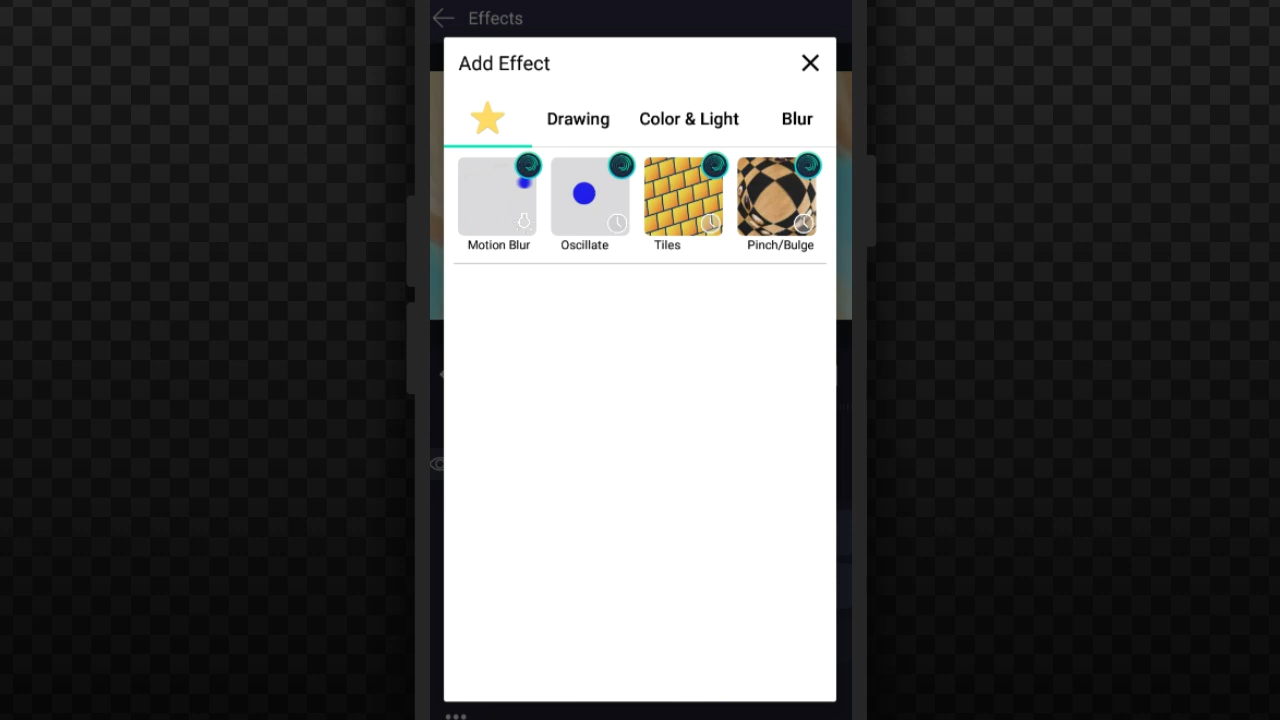 Effects
Add Effect
Drawing Color & Light Blur
Motion Blur Oscillate Tiles Pinch/Bulge